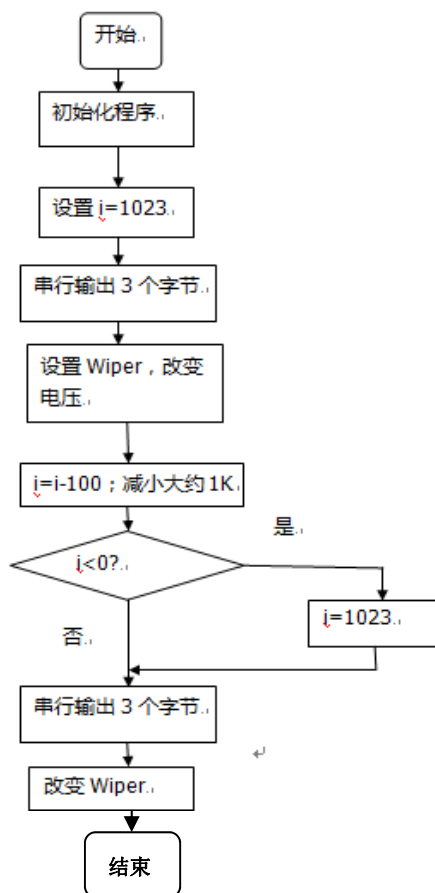 开始
初始化程序
设置 i=1023
串行输出 3 个字节
设置 Wiper，改变
电压
i=i-100；减小大约 1K
是
i<0?
i=1023
否
串行输出 3 个字节
改变 Wiper
结束